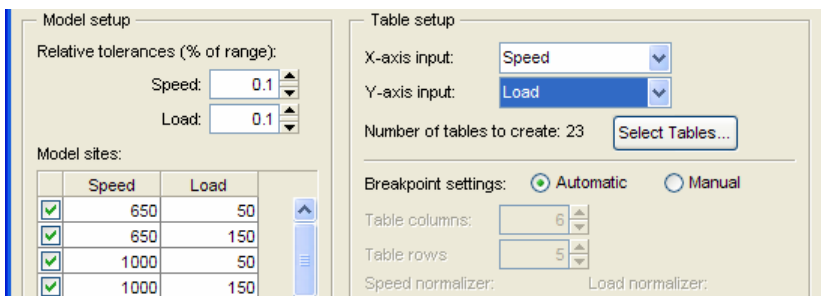 Model setup
Relative tolerances (% of range):
Speed: 0.1
Load: 0.1
Model sites:
Speed Load
650 50
650 150
1000 50
1000 150
Table setup
X-axis input: Speed
Y-axis input: Load
Number of tables to create: 23 Select Tables...
Breakpoint settings: Automatic Manual
Table columns: 6
Table rows 5
Speed normalizer: Load normalizer: